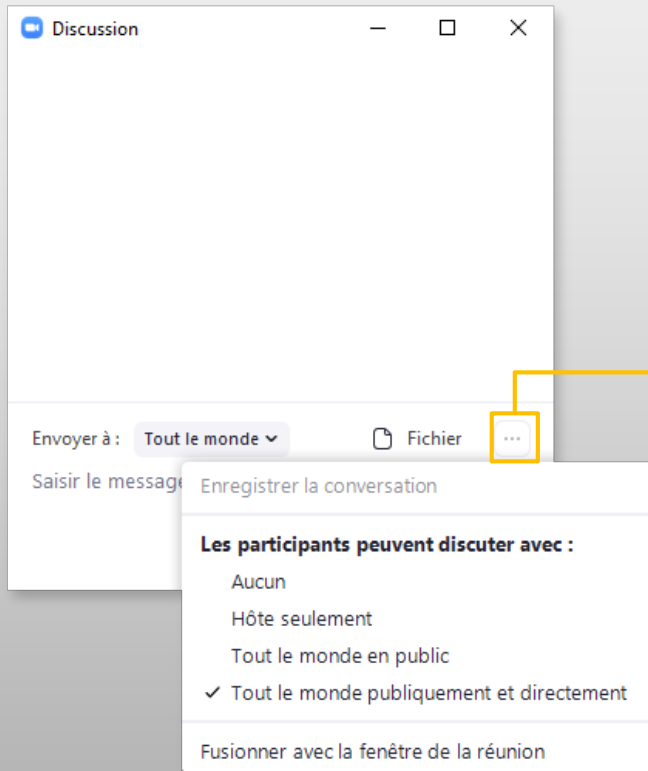 Discussion
Envoyer à : Tout le monde Fichier ...
Saisir le message
Enregistrer la conversation
Les participants peuvent discuter avec :
Aucun
Hôte seulement
Tout le monde en public
Tout le monde publiquement et directement
Fusionner avec la fenêtre de la réunion